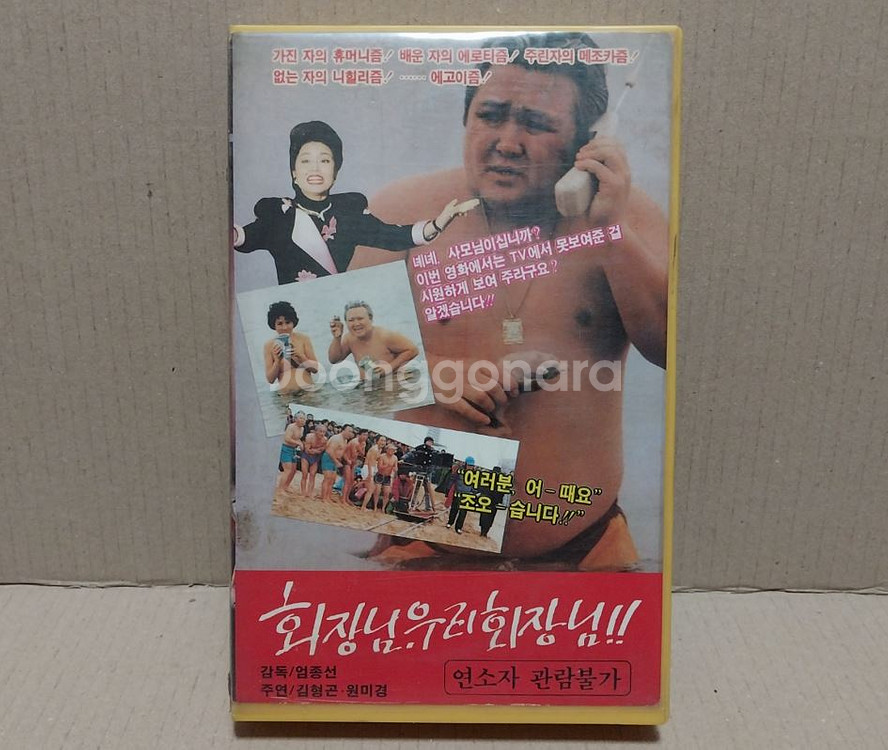 가진 자의 휴머니즘! 배운 자의 에로티즘! 주린자의 메조카즘!
없는 자의 니힐리즘! …… 에고이즘!
네네. 사모님이십니까?
이번 영화에서는 TV에서 못보여준 걸
시원하게 보여 주라구요?
알겠습니다!!
Joonggonara
"여러분, 어-때요"
"조오-습니다!!"
회장님 우리 회장님!!
감독/엄종선
주연/김형곤·원미경
연소자 관람불가